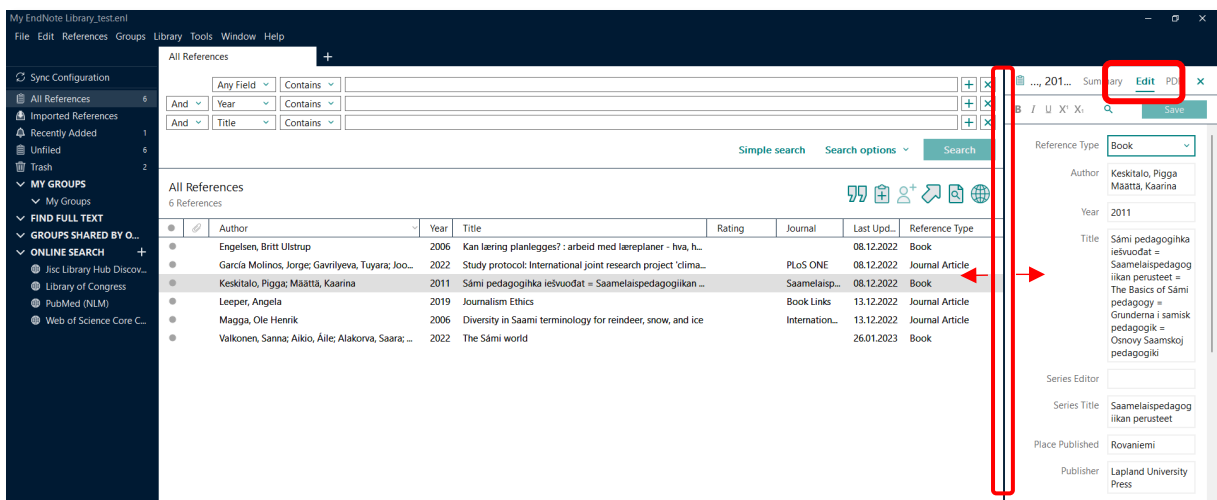 My EndNote Library_test.enl
File Edit References Groups Library Tools Window Help
All References +
Sync Configuration
All References 6
Imported References
Recently Added 1
Unfiled 6
Trash 2
MY GROUPS
My Groups
FIND FULL TEXT
GROUPS SHARED BY O...
ONLINE SEARCH +
Jisc Library Hub Discov...
Library of Congress
PubMed (NLM)
Web of Science Core C...
Any Field Contains
And Year Contains
And Title Contains
Simple search Search options Search
All References
6 References
Author Year Title Rating Journal Last Upd... Reference Type
Engelsen, Britt Ulstrup 2006 Kan læring planlegges? : arbeid med læreplaner - hva, h... 08.12.2022 Book
García Molinos, Jorge; Gavrilyeva, Tuyara; Joo... 2022 Study protocol: International joint research project 'clima... PLoS ONE 08.12.2022 Journal Article
Keskitalo, Pigga; Määttä, Kaarina 2011 Sámi pedagogihka iešvuođat = Saamelaispedagogiikan ... Saamelaisp... 08.12.2022 Book
Leeper, Angela 2019 Journalism Ethics Book Links 13.12.2022 Journal Article
Magga, Ole Henrik 2006 Diversity in Saami terminology for reindeer, snow, and ice Internation... 13.12.2022 Journal Article
Valkonen, Sanna; Aikio, Áile; Alakorva, Saara; ... 2022 The Sámi world 26.01.2023 Book
..., 201... Summary Edit PDF
B I U X¹ X₁ Save
Reference Type Book
Author Keskitalo, Pigga
Määttä, Kaarina
Year 2011
Title Sámi pedagogihka
iešvuođat =
Saamelaispedagog
iikan perusteet =
The Basics of Sámi
pedagogy =
Grunderna i samisk
pedagogik =
Osnovy Saamskoj
pedagogiki
Series Editor
Series Title Saamelaispedagog
iikan perusteet
Place Published Rovaniemi
Publisher Lapland University
Press